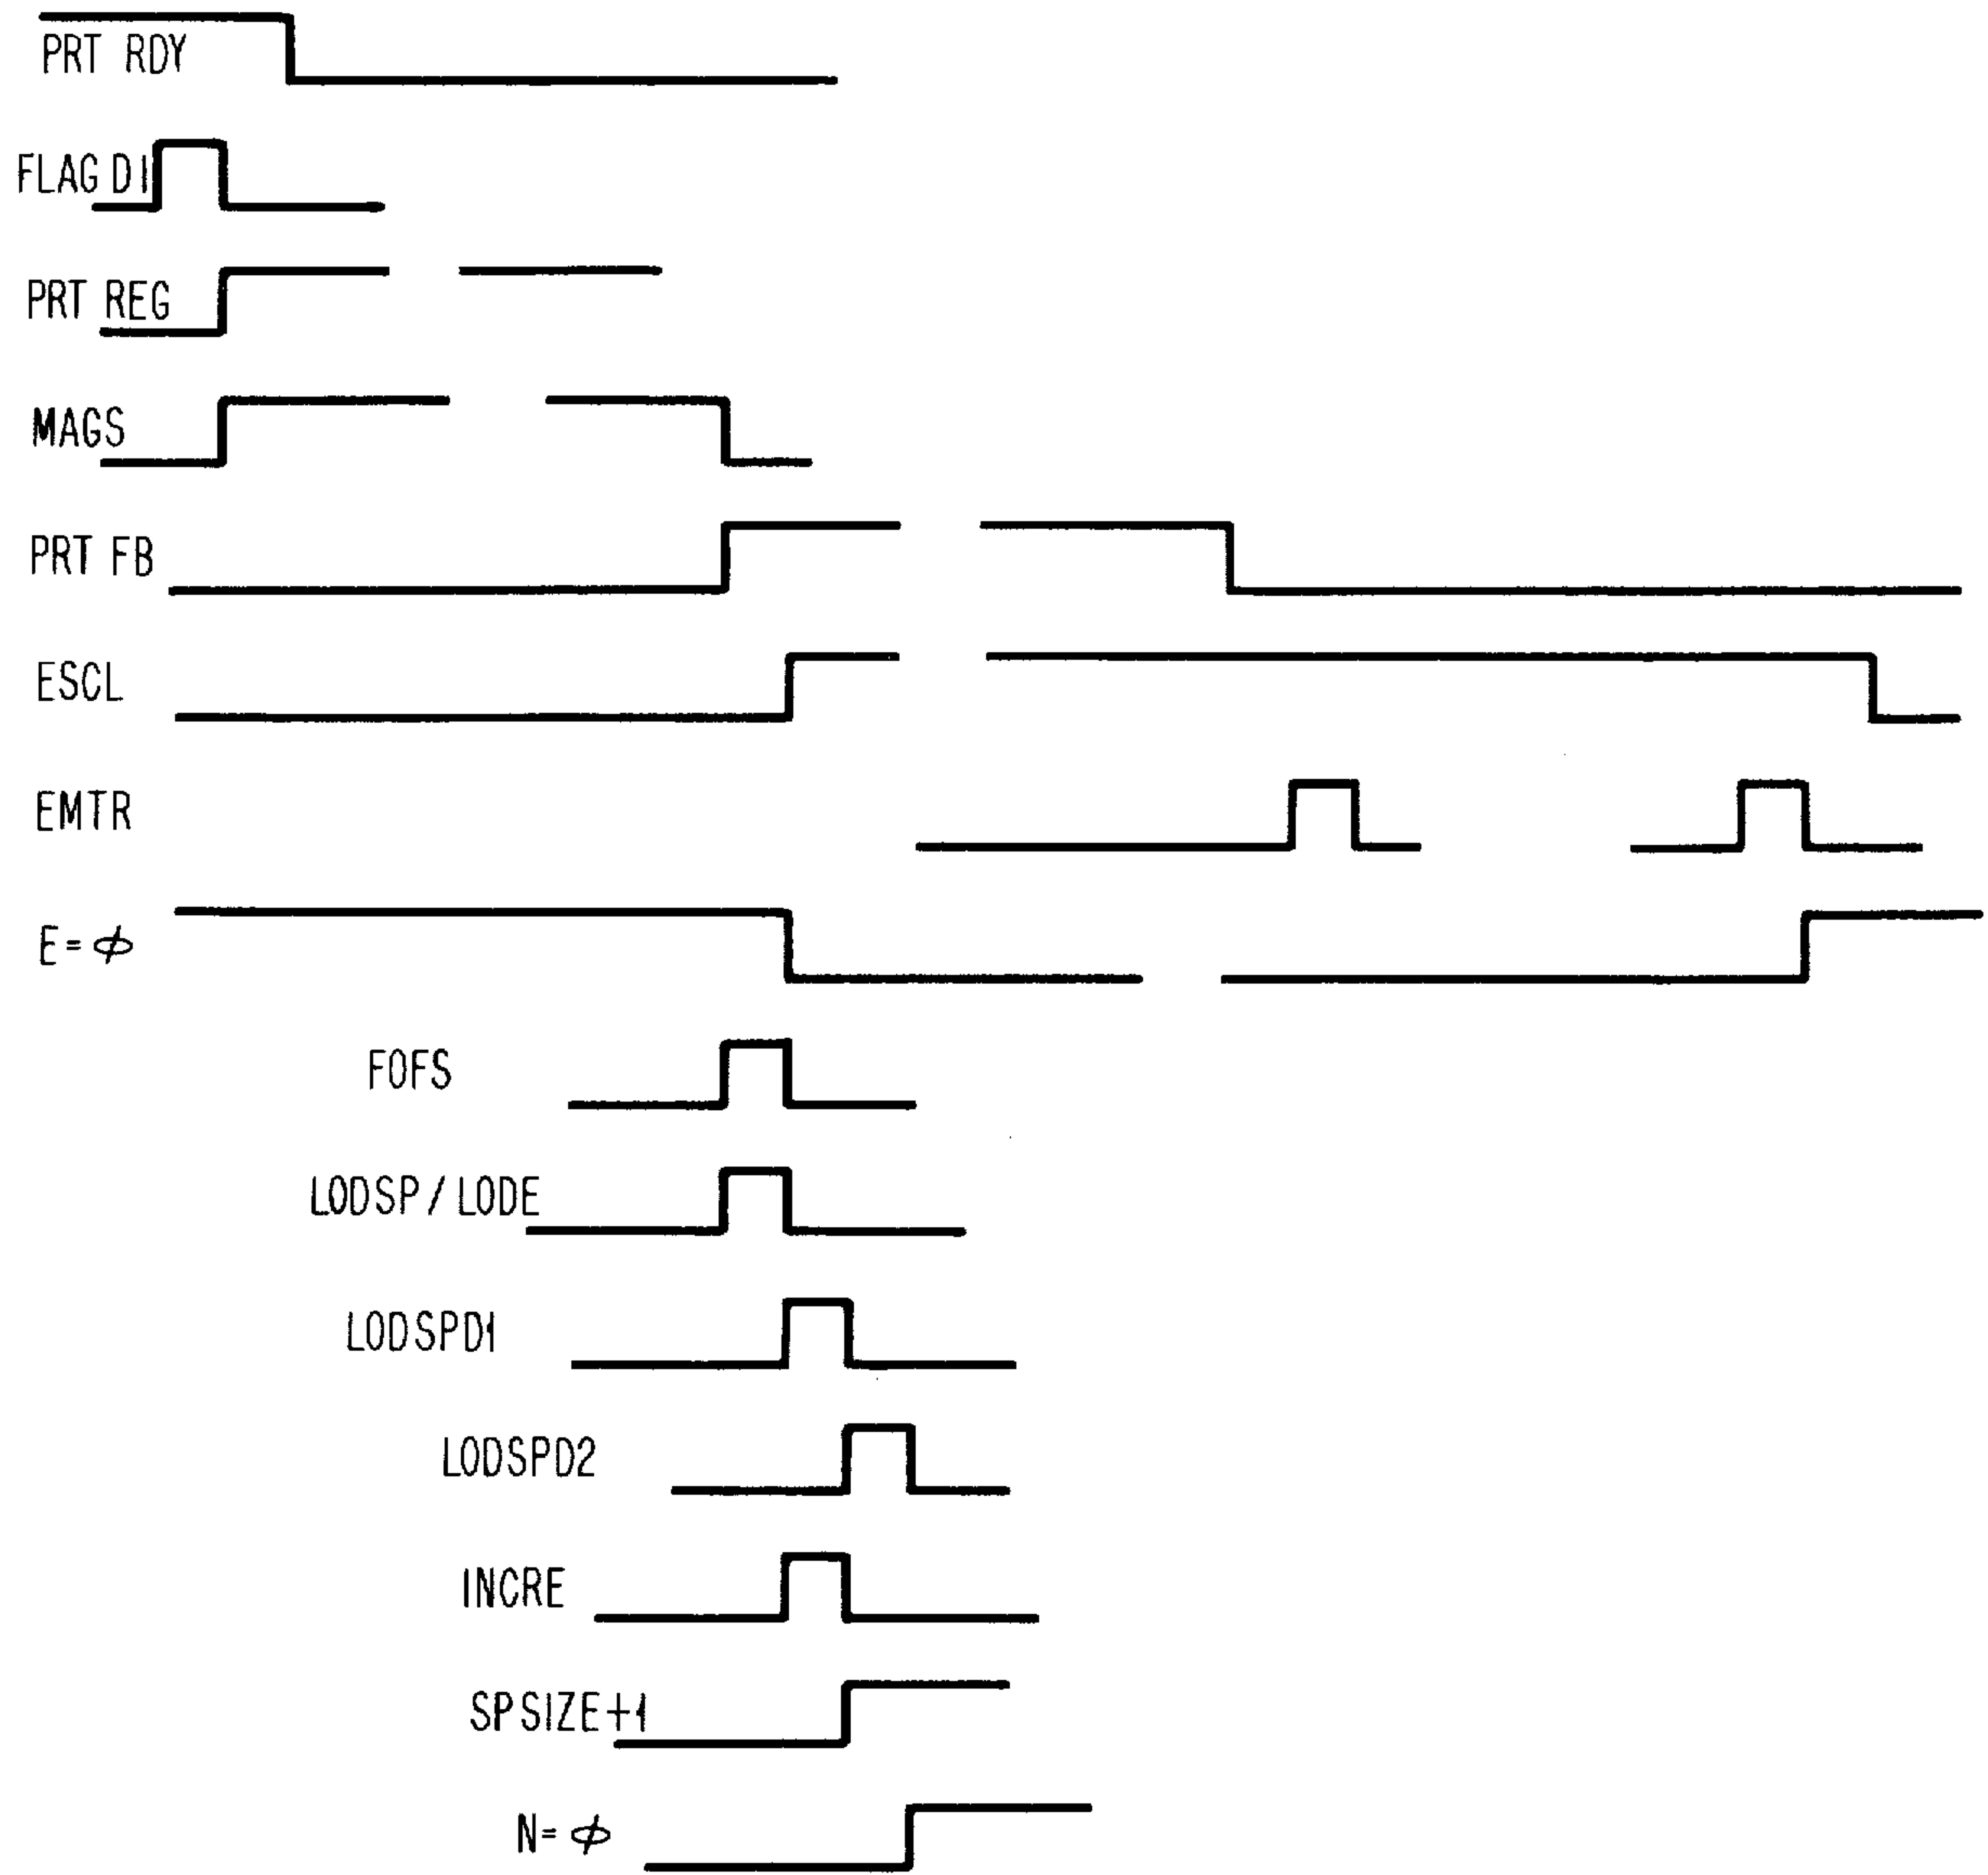 PRT RDY
FLAG D1
PRT REG
MAGS
PRT FB
ESCL
EMTR
E=ϕ
FOFS
LODSP/LODE
LODSPD1
LODSPD2
INCRE
SPSIZE+1
N=ϕ